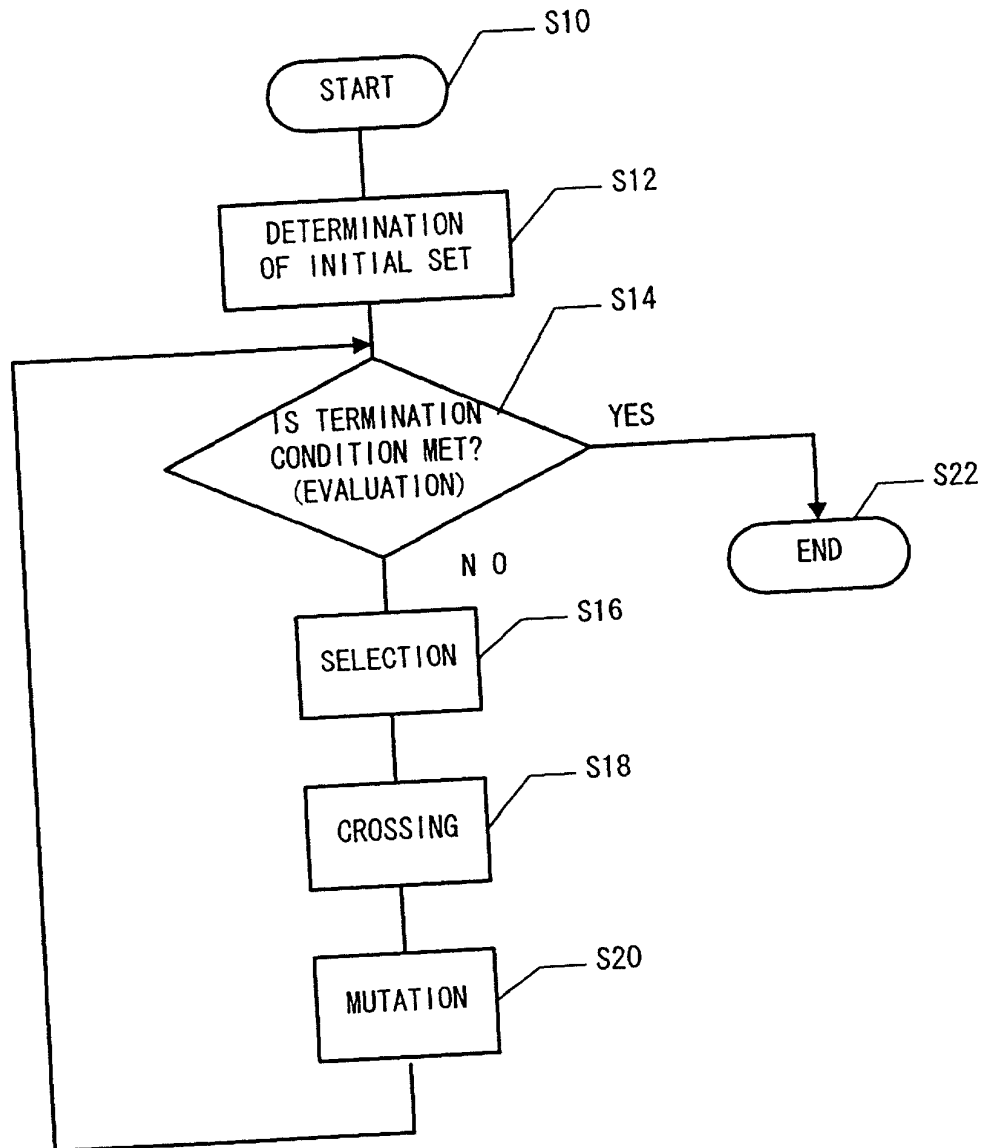 S10
START
S12
DETERMINATION
OF INITIAL SET
S14
IS TERMINATION
CONDITION MET?
(EVALUATION)
YES
S22
END
N O
S16
SELECTION
S18
CROSSING
S20
MUTATION